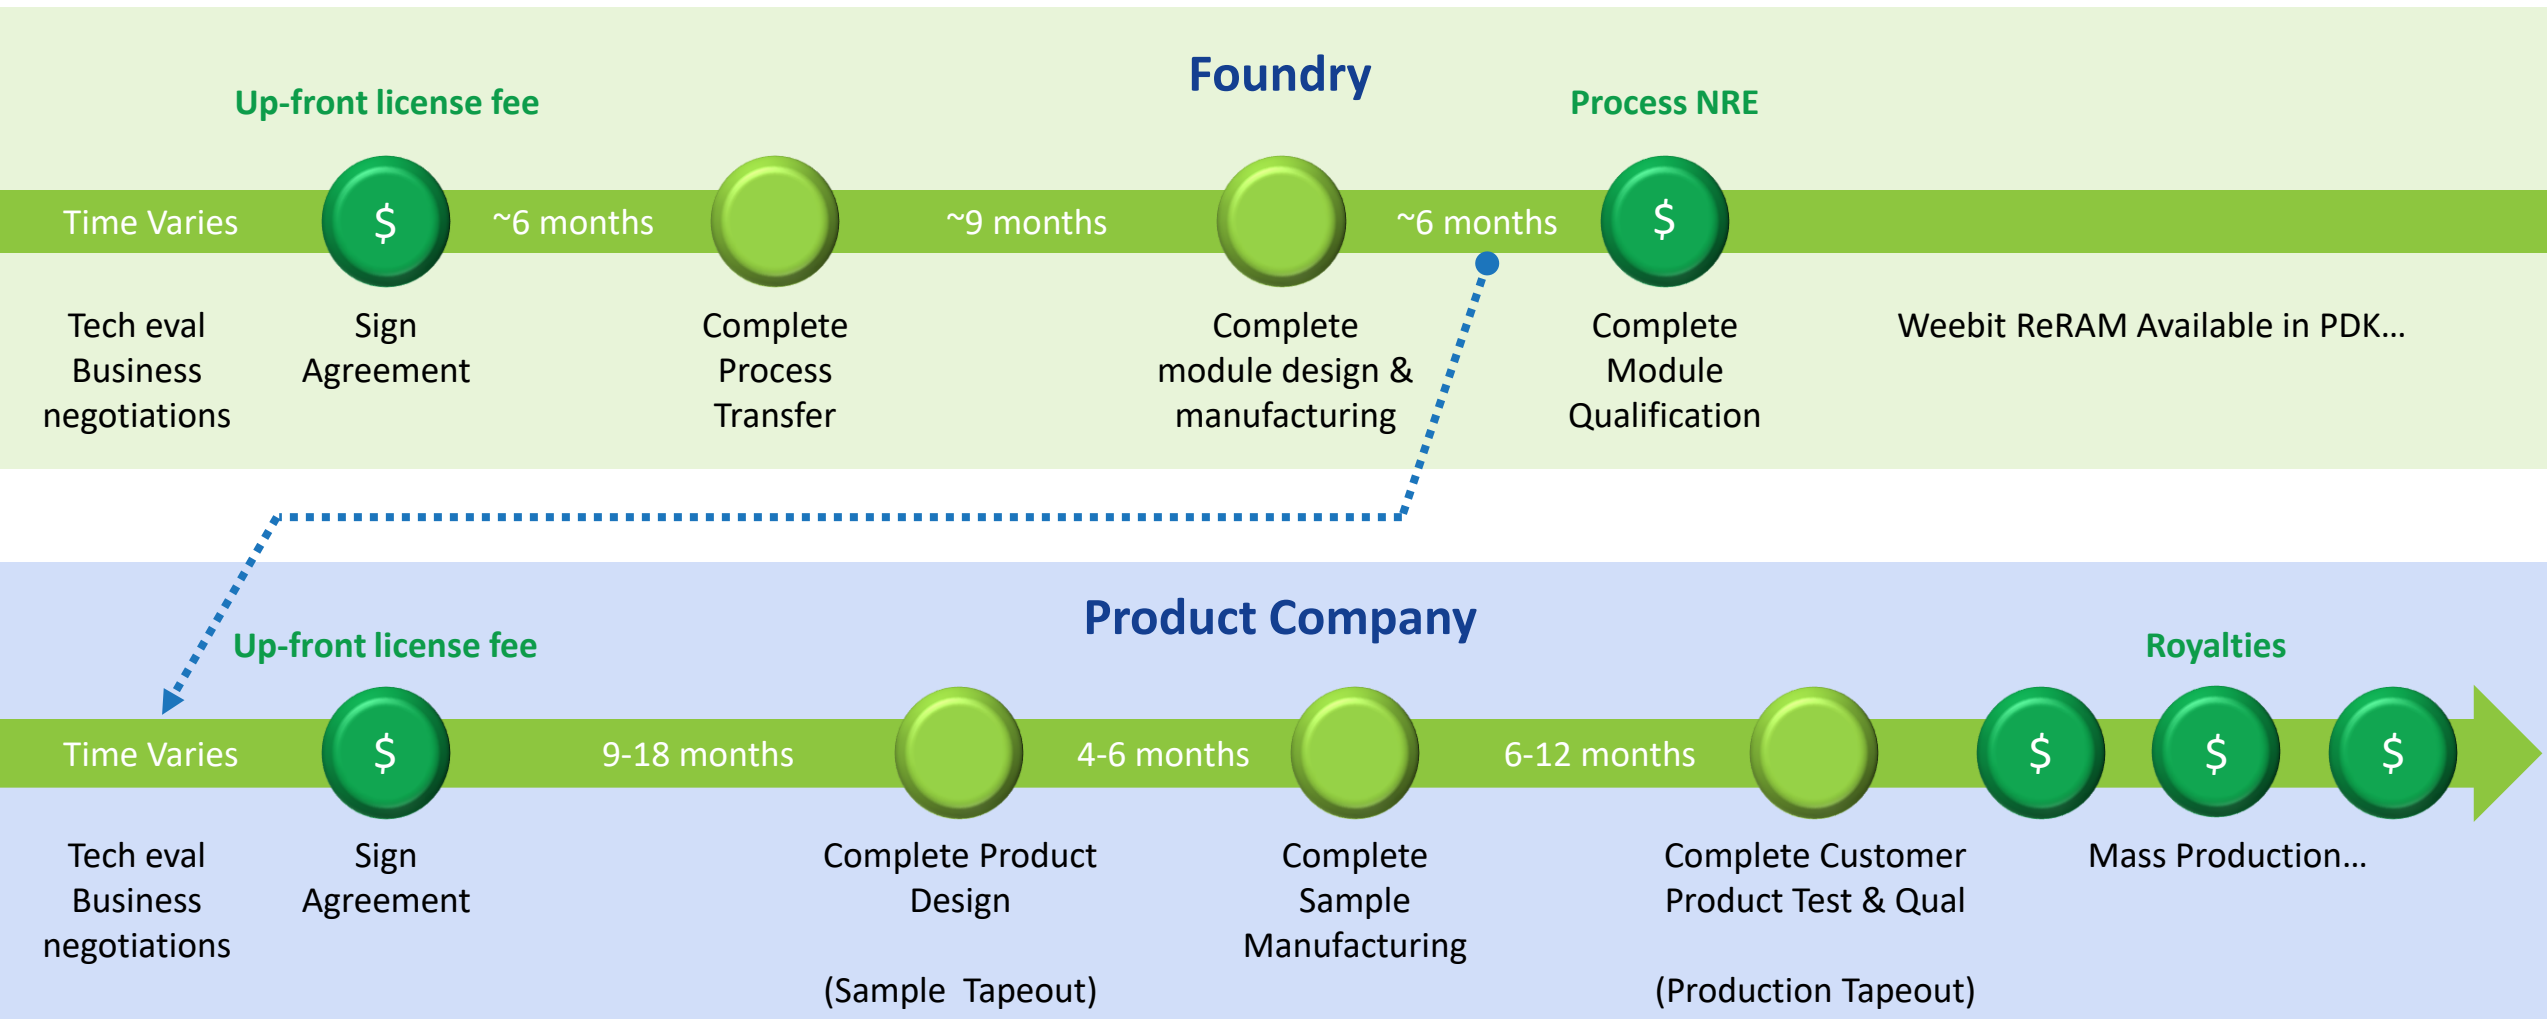 Foundry
Up-front license fee
Process NRE
Time Varies
$
~6 months
~9 months
~6 months
$
Tech eval
Business
negotiations
Sign
Agreement
Complete
Process
Transfer
Complete
module design &
manufacturing
Complete
Module
Qualification
Weebit ReRAM Available in PDK...
Product Company
Up-front license fee
Royalties
Time Varies
$
9-18 months
4-6 months
6-12 months
$
$
$
Tech eval
Business
negotiations
Sign
Agreement
Complete Product
Design
(Sample Tapeout)
Complete
Sample
Manufacturing
Complete Customer
Product Test & Qual
(Production Tapeout)
Mass Production...